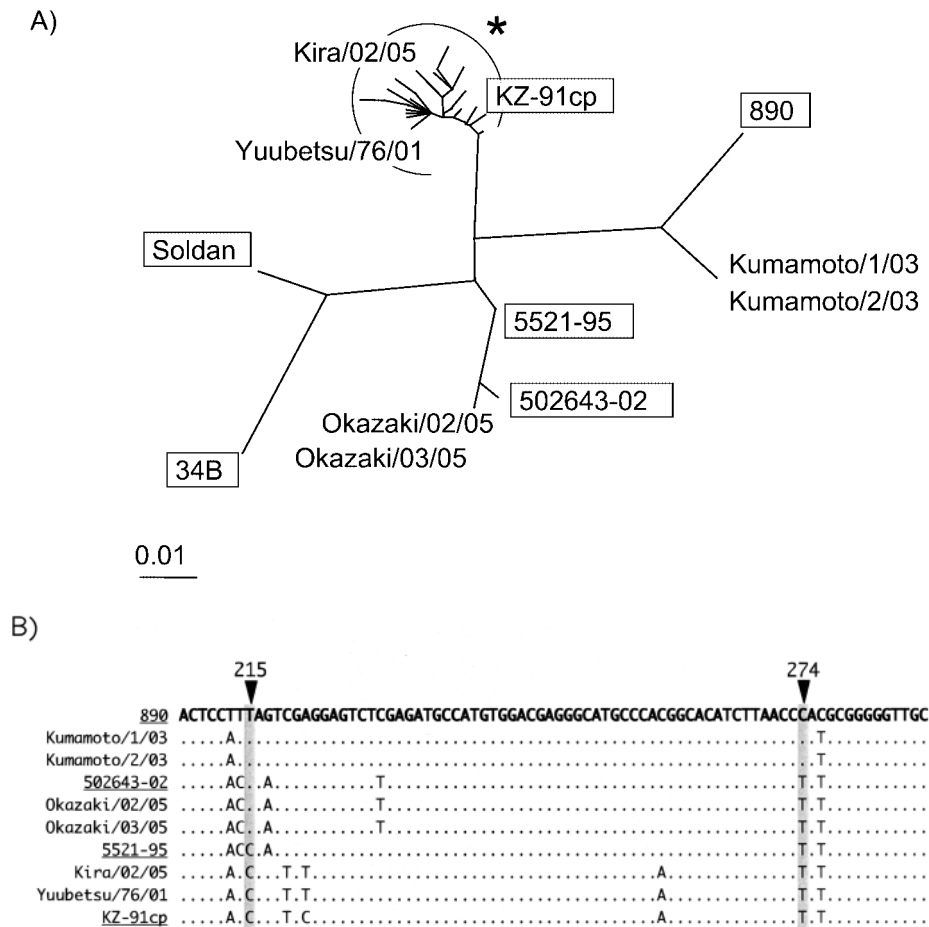 A)
*
Kira/02/05
KZ-91cp
890
Yuubetsu/76/01
Soldan
Kumamoto/1/03
Kumamoto/2/03
5521-95
502643-02
Okazaki/02/05
Okazaki/03/05
34B
0.01
B)
215 274
890 ACTCCTTTAGTCGAGGAGTCTCGAGATGCCATGTGGACGAGGGCATGCCCACGGCACATCTTAACCCACGCGGGGGTTGC
Kumamoto/1/03 .....A..............................................................T...........
Kumamoto/2/03 .....A..............................................................T...........
502643-02 .....AC..A...........T............................................T.T...........
Okazaki/02/05 .....AC..A...........T............................................T.T...........
Okazaki/03/05 .....AC..A...........T............................................T.T...........
5521-95 .....ACC.A........................................................T.T...........
Kira/02/05 .....A.C...T.T.....................................A..............T.T...........
Yuubetsu/76/01 .....A.C...T.T.....................................A..............T.T...........
KZ-91cp .....A.C...T.C.....................................A..............T.T...........